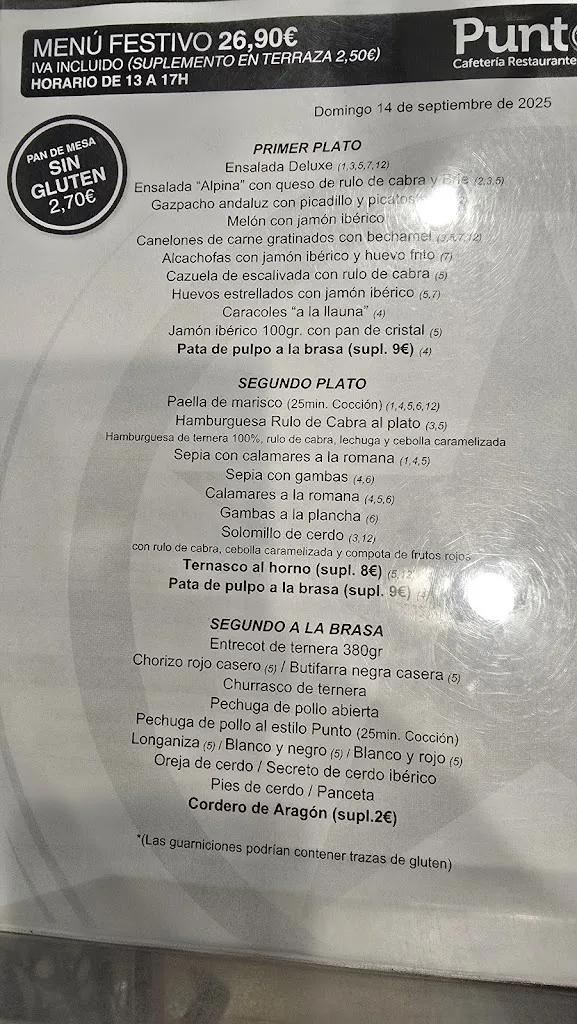 MENÚ FESTIVO 26,90€
IVA INCLUIDO (SUPLEMENTO EN TERRAZA 2,50€)
HORARIO DE 13 A 17H
Punt
Cafetería Restaurante
Domingo 14 de septiembre de 2025
PAN DE MESA
SIN
GLUTEN
2,70€
PRIMER PLATO
Ensalada Deluxe (1,3,5,7,12)
Ensalada "Alpina" con queso de rulo de cabra y Brie (2,3,5)
Gazpacho andaluz con picadillo y picatostes
Melón con jamón ibérico
Canelones de carne gratinados con bechamel (3,5,7,12)
Alcachofas con jamón ibérico y huevo frito (7)
Cazuela de escalivada con rulo de cabra (5)
Huevos estrellados con jamón ibérico (5,7)
Caracoles "a la llauna" (4)
Jamón ibérico 100gr. con pan de cristal (5)
Pata de pulpo a la brasa (supl. 9€) (4)
SEGUNDO PLATO
Paella de marisco (25min. Cocción) (1,4,5,6,12)
Hamburguesa Rulo de Cabra al plato (3,5)
Hamburguesa de ternera 100%, rulo de cabra, lechuga y cebolla caramelizada
Sepia con calamares a la romana (1,4,5)
Sepia con gambas (4,6)
Calamares a la romana (4,5,6)
Gambas a la plancha (6)
Solomillo de cerdo (3,12)
con rulo de cabra, cebolla caramelizada y compota de frutos rojos
Ternasco al horno (supl. 8€) (5,12)
Pata de pulpo a la brasa (supl. 9€) (4)
SEGUNDO A LA BRASA
Entrecot de ternera 380gr
Chorizo rojo casero (5) / Butifarra negra casera (5)
Churrasco de ternera
Pechuga de pollo abierta
Pechuga de pollo al estilo Punto (25min. Cocción)
Longaniza (5) / Blanco y negro (5) / Blanco y rojo (5)
Oreja de cerdo / Secreto de cerdo ibérico
Pies de cerdo / Panceta
Cordero de Aragón (supl.2€)
*(Las guarniciones podrían contener trazas de gluten)